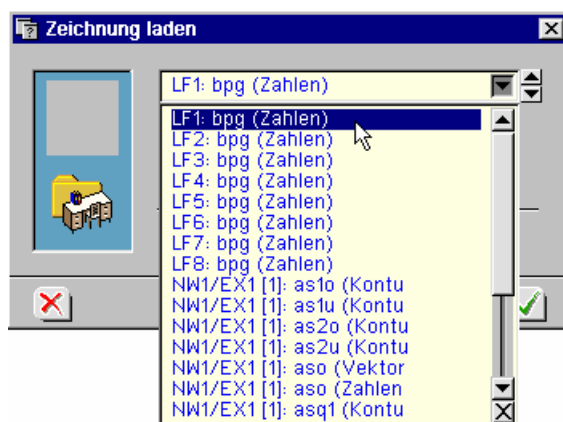 Zeichnung laden
LF1: bpg (Zahlen)
LF1: bpg (Zahlen)
LF2: bpg (Zahlen)
LF3: bpg (Zahlen)
LF4: bpg (Zahlen)
LF5: bpg (Zahlen)
LF6: bpg (Zahlen)
LF7: bpg (Zahlen)
LF8: bpg (Zahlen)
NW1/EX1 [1]: as1o (Kontu
NW1/EX1 [1]: as1u (Kontu
NW1/EX1 [1]: as2o (Kontu
NW1/EX1 [1]: as2u (Kontu
NW1/EX1 [1]: aso (Vektor
NW1/EX1 [1]: aso (Zahlen
NW1/EX1 [1]: asq1 (Kontu